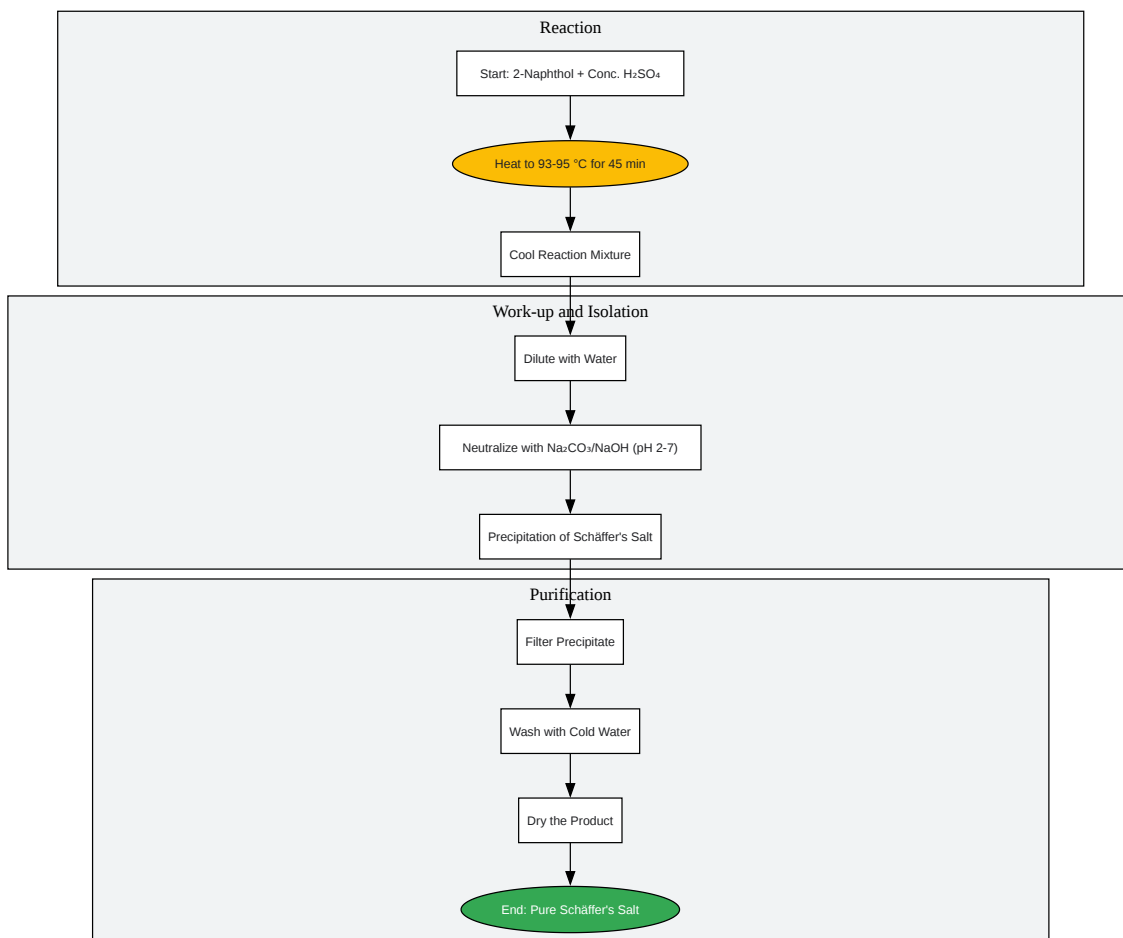 Reaction
Start: 2-Naphthol + Conc. H₂SO₄
Heat to 93-95 °C for 45 min
Cool Reaction Mixture
Work-up and Isolation
Dilute with Water
Neutralize with Na₂CO₃/NaOH (pH 2-7)
Precipitation of Schäffer's Salt
Purification
Filter Precipitate
Wash with Cold Water
Dry the Product
End: Pure Schäffer's Salt